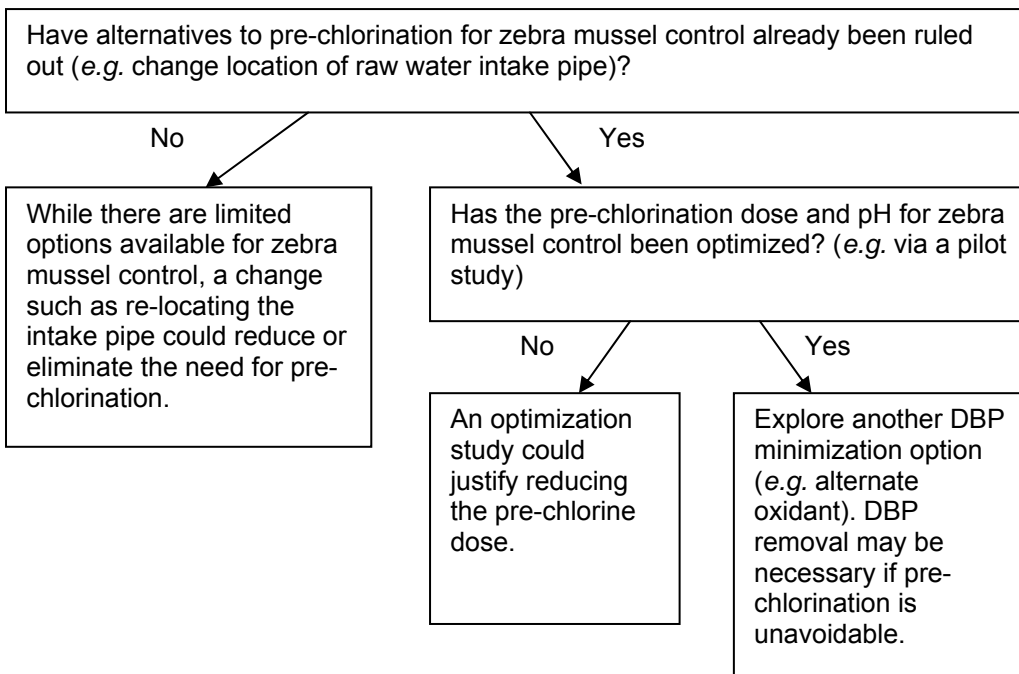 Have alternatives to pre-chlorination for zebra mussel control already been ruled
out (e.g. change location of raw water intake pipe)?
No
Yes
While there are limited
options available for zebra
mussel control, a change
such as re-locating the
intake pipe could reduce or
eliminate the need for pre-
chlorination.
Has the pre-chlorination dose and pH for zebra
mussel control been optimized? (e.g. via a pilot
study)
No
Yes
An optimization
study could
justify reducing
the pre-chlorine
dose.
Explore another DBP
minimization option
(e.g. alternate
oxidant). DBP
removal may be
necessary if pre-
chlorination is
unavoidable.